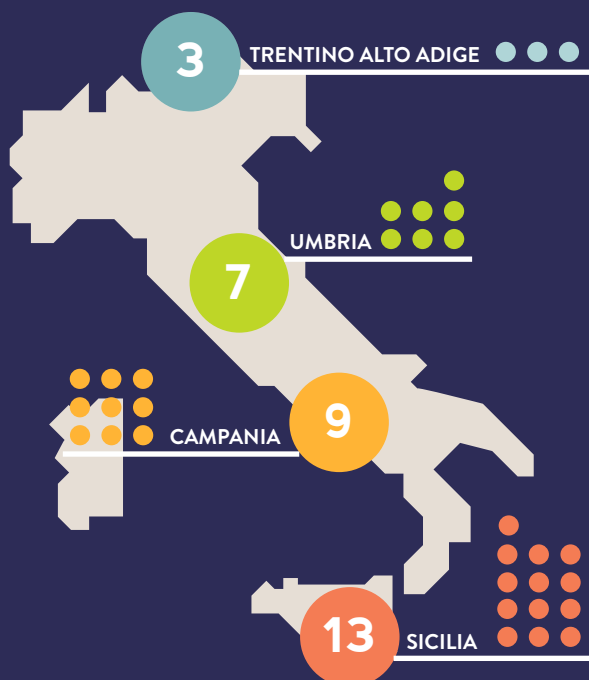 3 TRENTINO ALTO ADIGE
UMBRIA
7
CAMPANIA 9
13 SICILIA